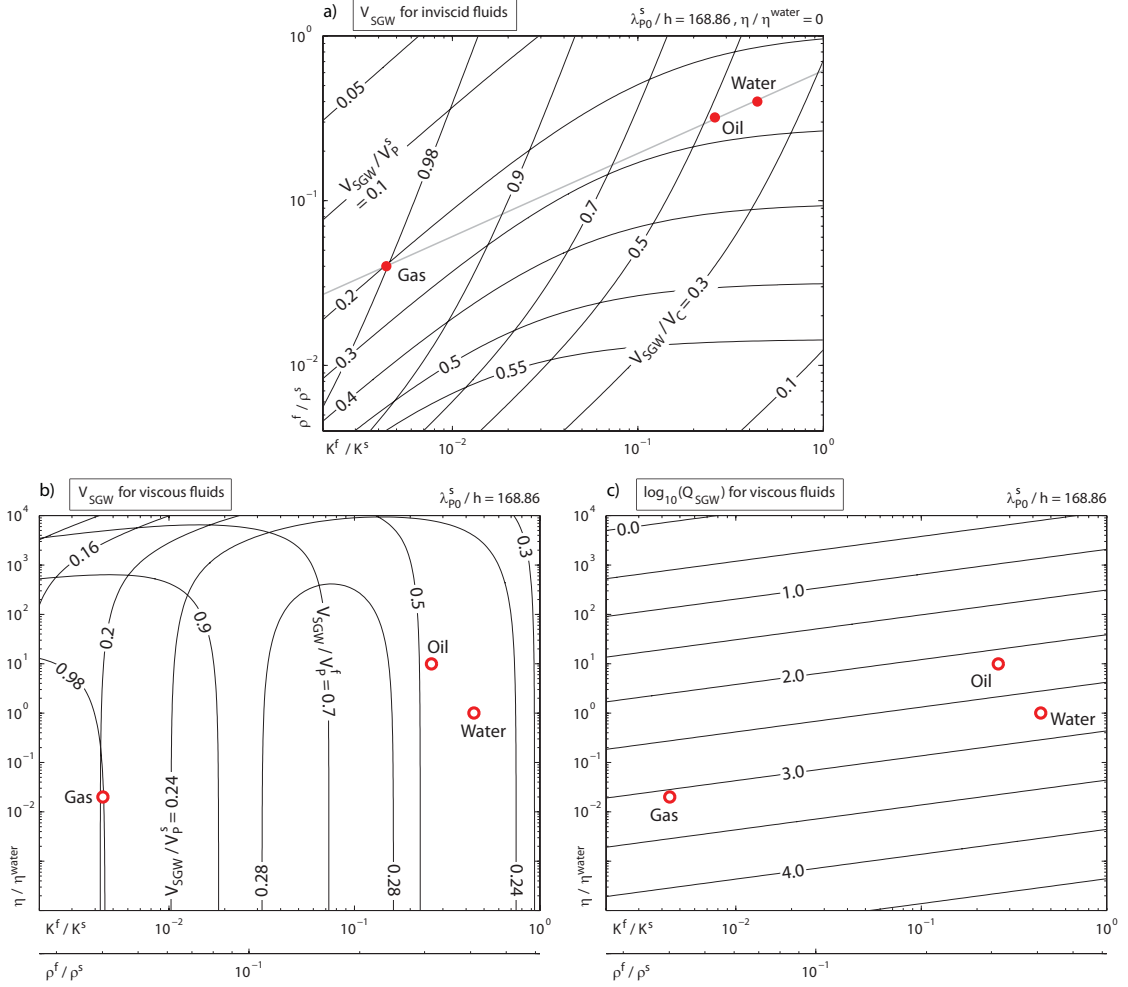 a)
V_SGW for inviscid fluids
λ^s_P0 / h = 168.86 , η / η^water = 0
10^0
10^-1
10^-2
ρ^f / ρ^s
0.05
V_SGW / V_P^s = 0.1
0.98
0.9
0.7
0.5
V_SGW / V_C = 0.3
0.1
0.2
0.3
0.4
0.5
0.55
Water
Oil
Gas
K^f / K^s
10^-2
10^-1
10^0
b)
V_SGW for viscous fluids
λ^s_P0 / h = 168.86
10^4
10^3
10^2
10^1
10^0
10^-1
10^-2
η / η^water
0.16
0.2
0.9
0.98
V_SGW / V_P^f = 0.7
0.5
0.3
Oil
Water
Gas
V_SGW / V_P^s = 0.24
0.28
0.28
0.24
K^f / K^s
10^-2
10^-1
10^0
ρ^f / ρ^s
10^-1
c)
log_10(Q_SGW) for viscous fluids
λ^s_P0 / h = 168.86
10^4
10^3
10^2
10^1
10^0
10^-1
10^-2
η / η^water
0.0
1.0
2.0
3.0
4.0
Oil
Water
Gas
K^f / K^s
10^-2
10^-1
10^0
ρ^f / ρ^s
10^-1